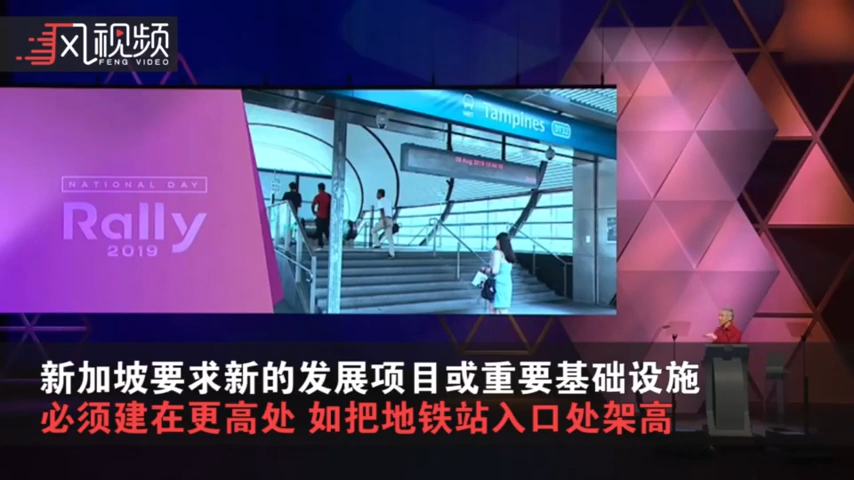 风视频
FENG VIDEO
Tampines DT32
NATIONAL DAY
Rally
2019
新加坡要求新的发展项目或重要基础设施
必须建在更高处 如把地铁站入口处架高